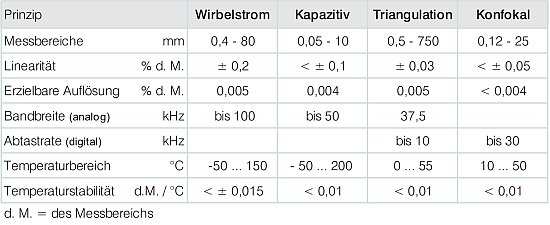 Prinzip Wirbelstrom Kapazitiv Triangulation Konfokal
Messbereiche mm 0,4 - 80 0,05 - 10 0,5 - 750 0,12 - 25
Linearität % d. M. ± 0,2 < ± 0,1 ± 0,03 < ± 0,05
Erzielbare Auflösung % d. M. 0,005 0,004 0,005 < 0,004
Bandbreite (analog) kHz bis 100 bis 50 37,5
Abtastrate (digital) kHz bis 10 bis 30
Temperaturbereich °C -50 ... 150 - 50 ... 200 0 ... 55 10 ... 50
Temperaturstabilität d.M. / °C < ± 0,015 < 0,01 < 0,01 < 0,01
d. M. = des Messbereichs